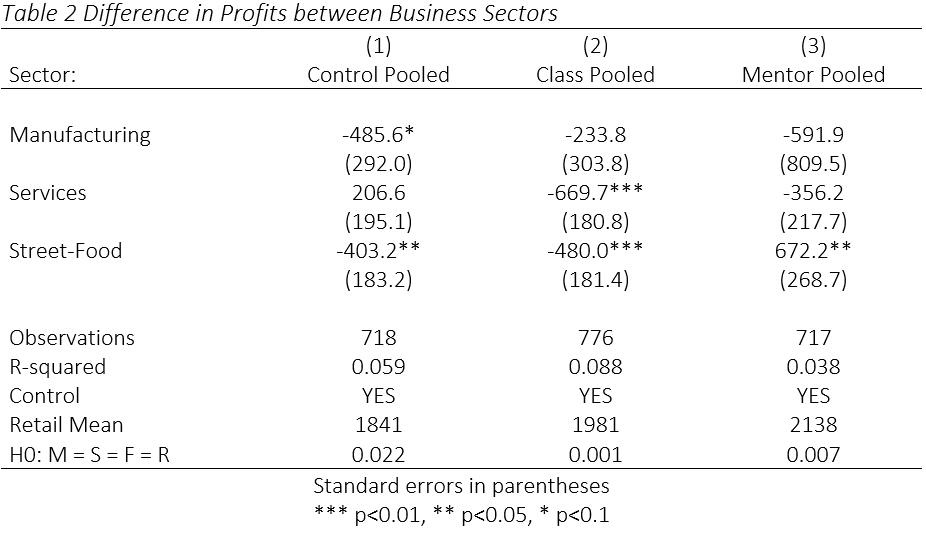 Table 2 Difference in Profits between Business Sectors
(1) (2) (3)
Sector: Control Pooled Class Pooled Mentor Pooled
Manufacturing -485.6* -233.8 -591.9
(292.0) (303.8) (809.5)
Services 206.6 -669.7*** -356.2
(195.1) (180.8) (217.7)
Street-Food -403.2** -480.0*** 672.2**
(183.2) (181.4) (268.7)
Observations 718 776 717
R-squared 0.059 0.088 0.038
Control YES YES YES
Retail Mean 1841 1981 2138
H0: M = S = F = R 0.022 0.001 0.007
Standard errors in parentheses
*** p<0.01, ** p<0.05, * p<0.1